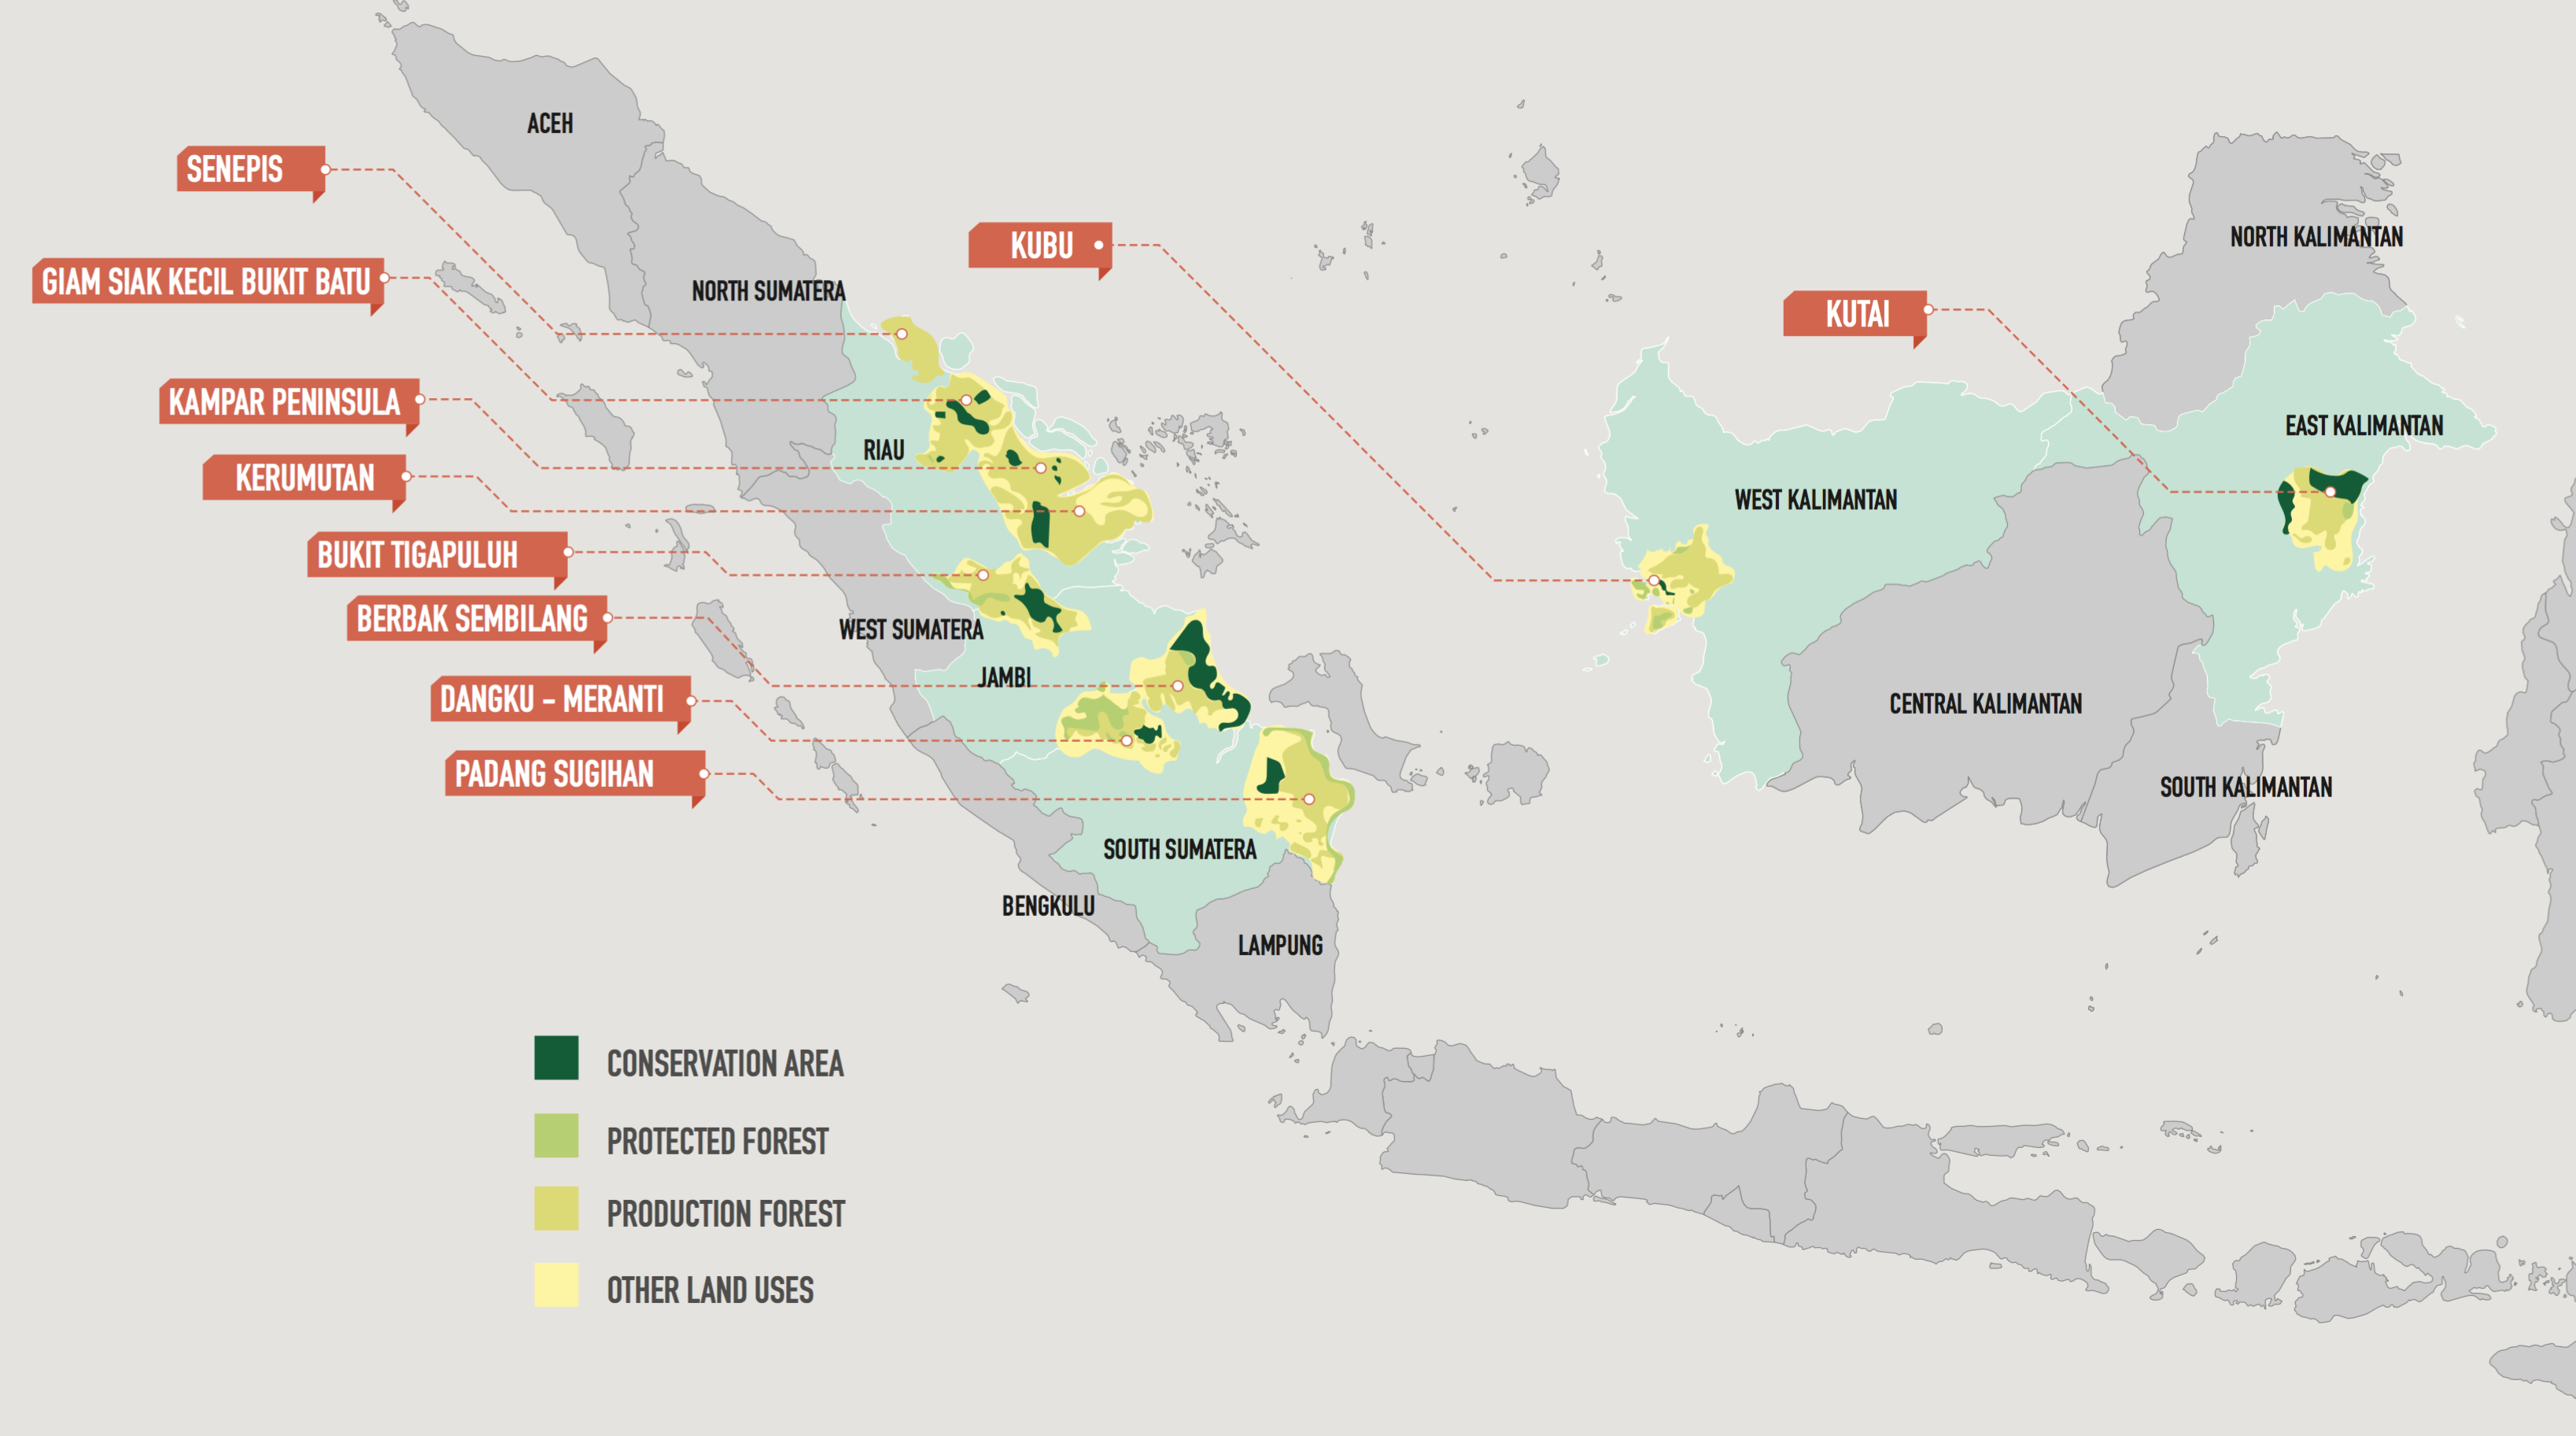 ACEH
SENEPIS
GIAM SIAK KECIL BUKIT BATU
KAMPAR PENINSULA
KERUMUTAN
BUKIT TIGAPULUH
BERBAK SEMBILANG
DANGKU – MERANTI
PADANG SUGIHAN
NORTH SUMATERA
RIAU
WEST SUMATERA
JAMBI
SOUTH SUMATERA
BENGKULU
LAMPUNG
KUBU
KUTAI
NORTH KALIMANTAN
EAST KALIMANTAN
WEST KALIMANTAN
CENTRAL KALIMANTAN
SOUTH KALIMANTAN
CONSERVATION AREA
PROTECTED FOREST
PRODUCTION FOREST
OTHER LAND USES